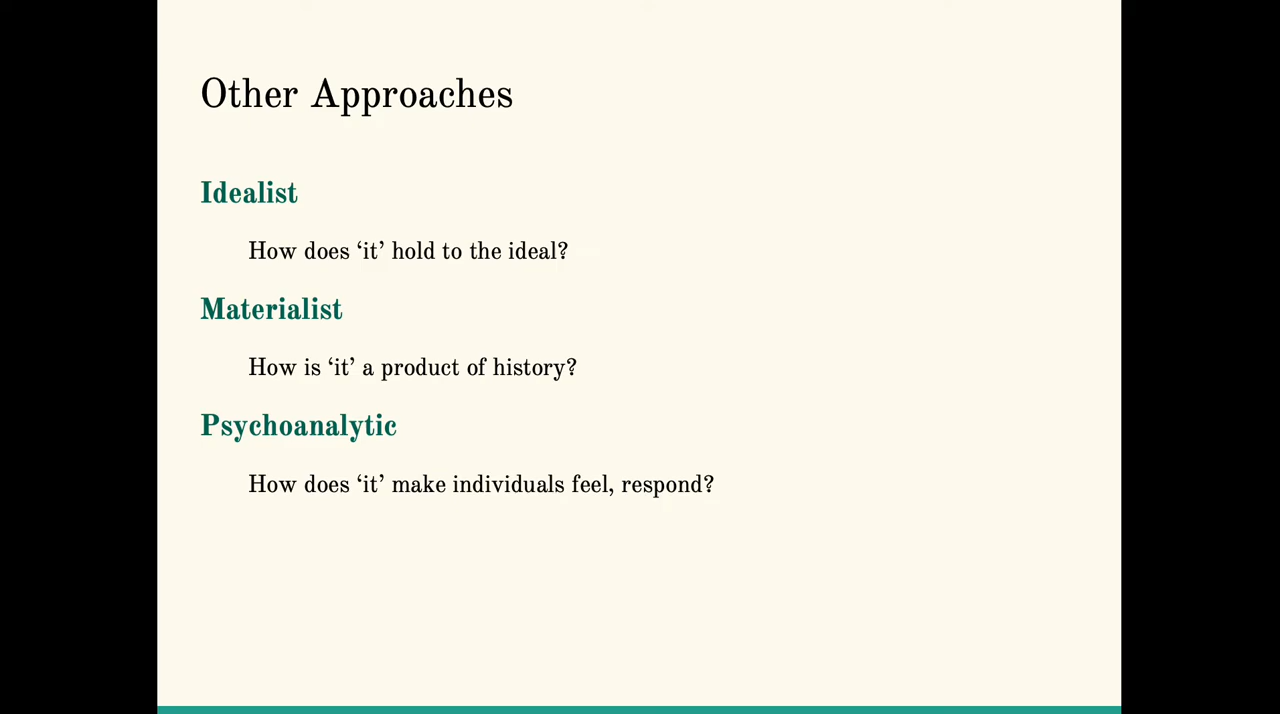 Other Approaches
Idealist
How does ‘it’ hold to the ideal?
Materialist
How is ‘it’ a product of history?
Psychoanalytic
How does ‘it’ make individuals feel, respond?